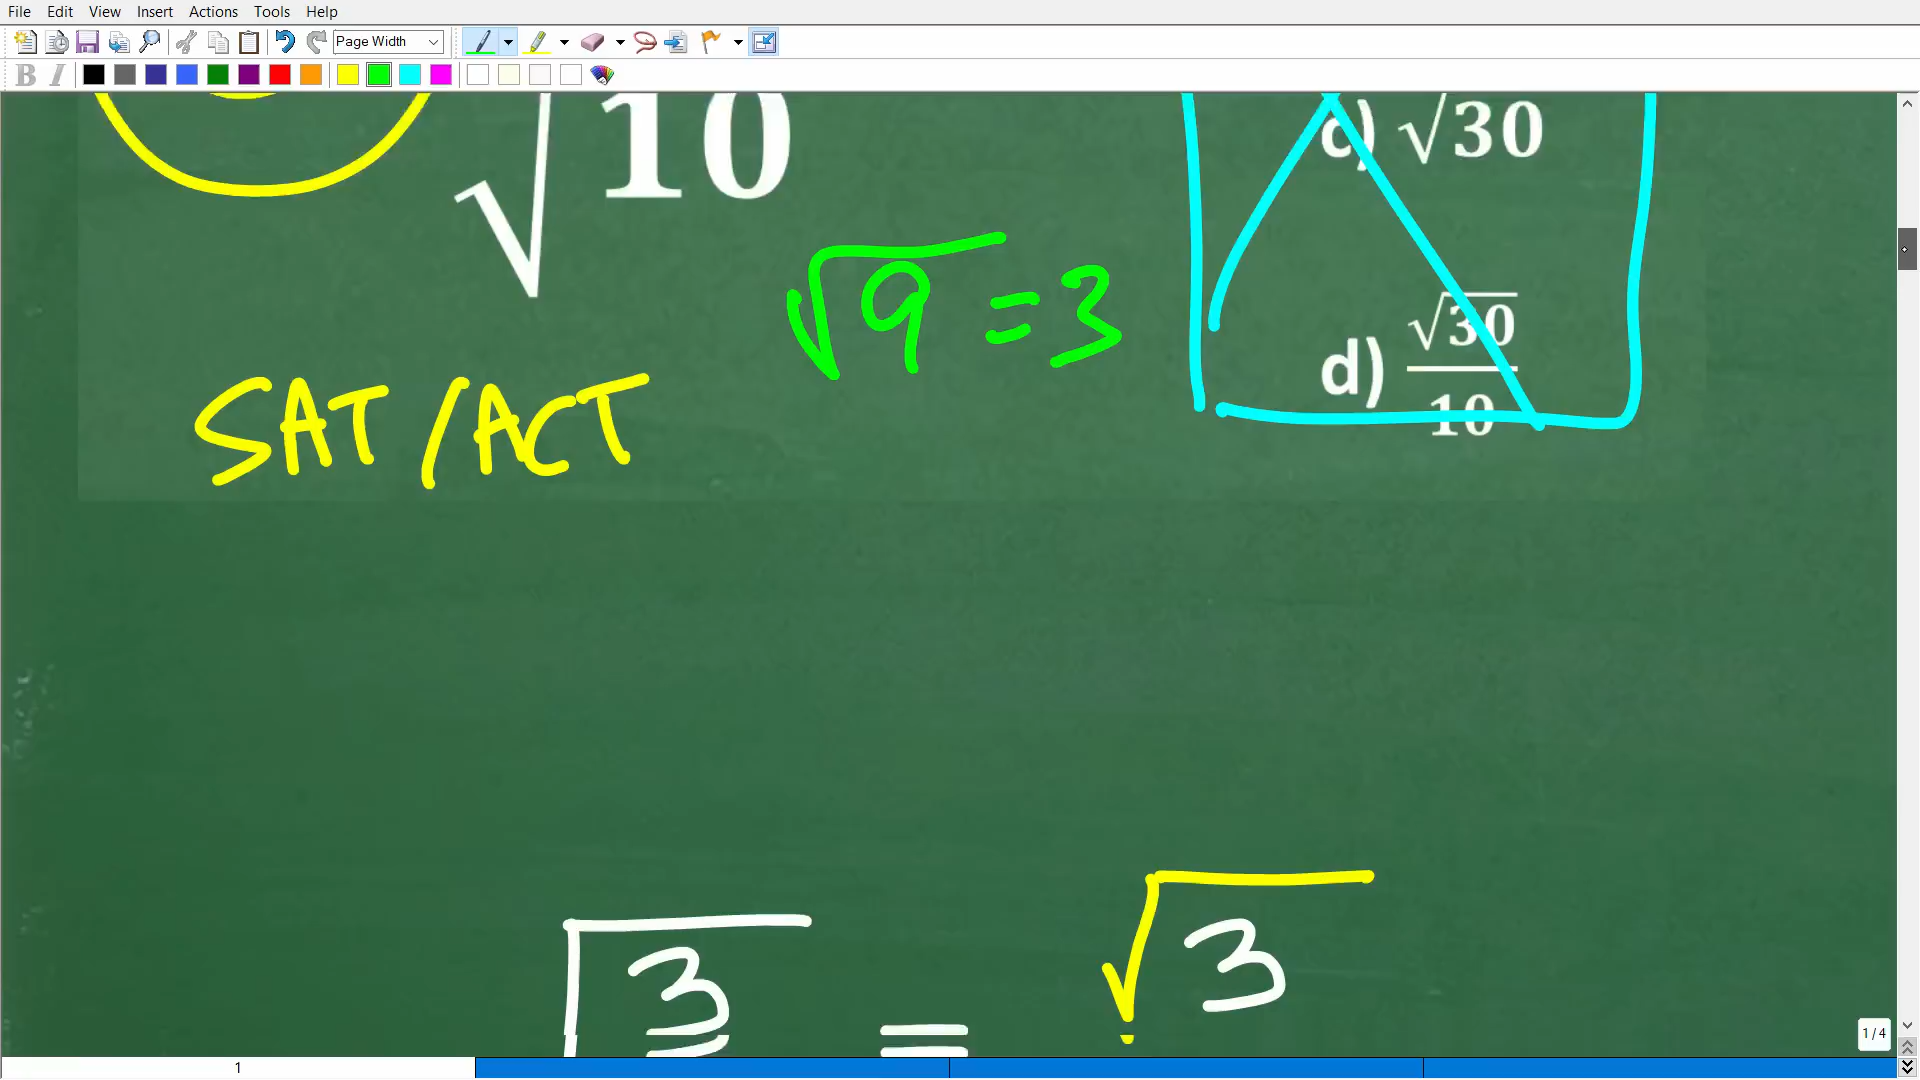 File Edit View Insert Actions Tools Help
Page Width
B I
√10
c) √30
√9 = 3
d) √30/10
SAT/ACT
√3 = √3
1 / 4
1